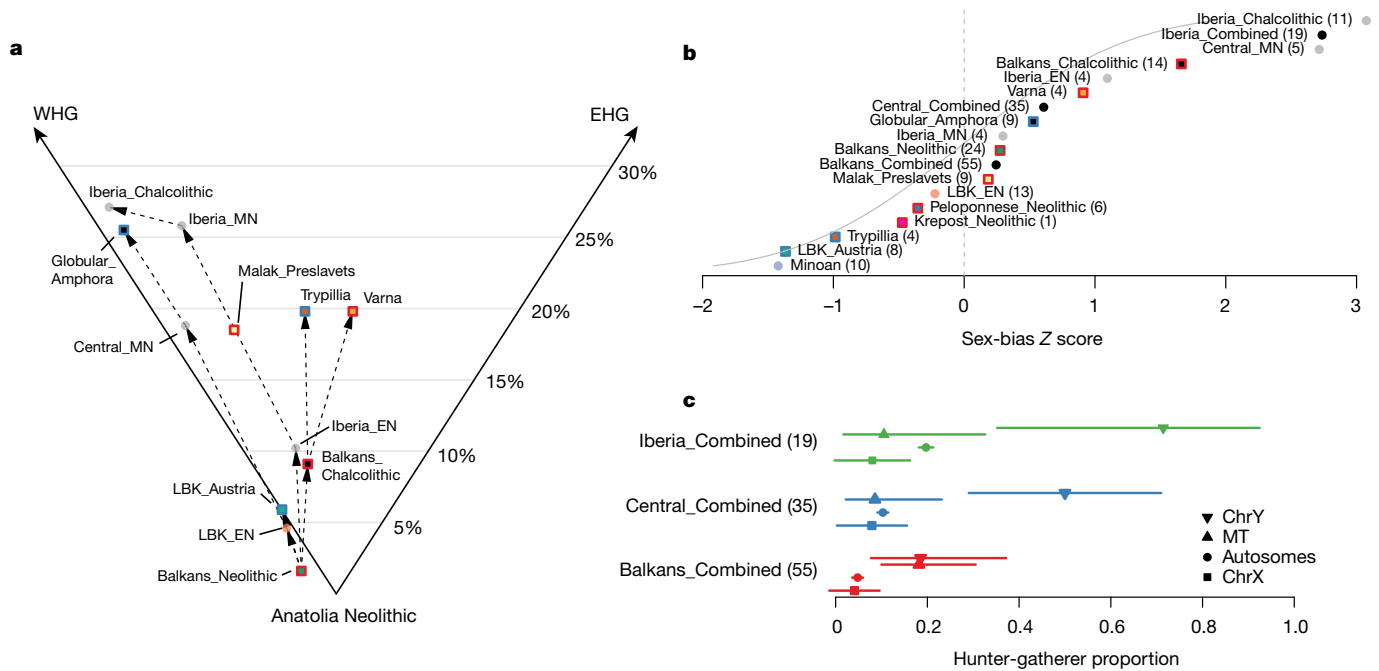 a
WHG
EHG
30%
Iberia_Chalcolithic
Iberia_MN
25%
Globular_
Amphora
Malak_Preslavets
Trypillia
Varna
20%
Central_MN
15%
Iberia_EN
10%
Balkans_
Chalcolithic
LBK_Austria
LBK_EN
5%
Balkans_Neolithic
Anatolia Neolithic
b
Iberia_Chalcolithic (11)
Iberia_Combined (19)
Central_MN (5)
Balkans_Chalcolithic (14)
Iberia_EN (4)
Varna (4)
Central_Combined (35)
Globular_Amphora (9)
Iberia_MN (4)
Balkans_Neolithic (24)
Balkans_Combined (55)
Malak_Preslavets (9)
LBK_EN (13)
Peloponnese_Neolithic (6)
Krepost_Neolithic (1)
Trypillia (4)
LBK_Austria (8)
Minoan (10)
−2 −1 0 1 2 3
Sex-bias Z score
c
Iberia_Combined (19)
Central_Combined (35)
Balkans_Combined (55)
ChrY
MT
Autosomes
ChrX
0 0.2 0.4 0.6 0.8 1.0
Hunter-gatherer proportion